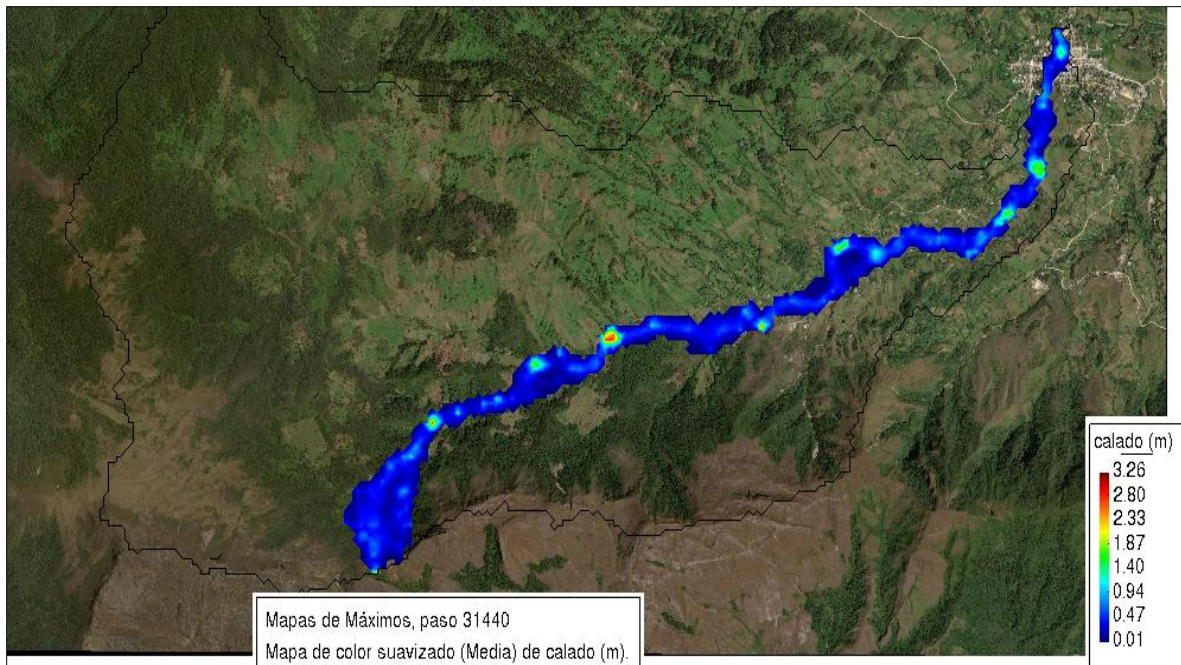 calado (m)
3.26
2.80
2.33
1.87
1.40
0.94
0.47
0.01
Mapas de Máximos, paso 31440
Mapa de color suavizado (Media) de calado (m).